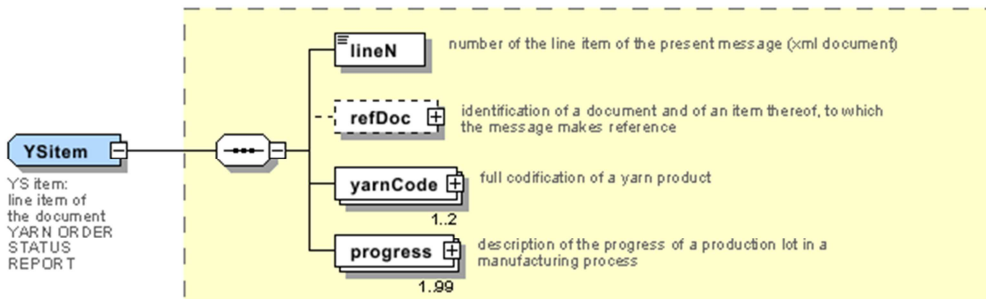 lineN
number of the line item of the present message (xml document)
refDoc
identification of a document and of an item thereof, to which
the message makes reference
YSitem
YS item:
line item of
the document
YARN ORDER
STATUS
REPORT
yarnCode
full codification of a yarn product
1..2
progress
description of the progress of a production lot in a
manufacturing process
1..99